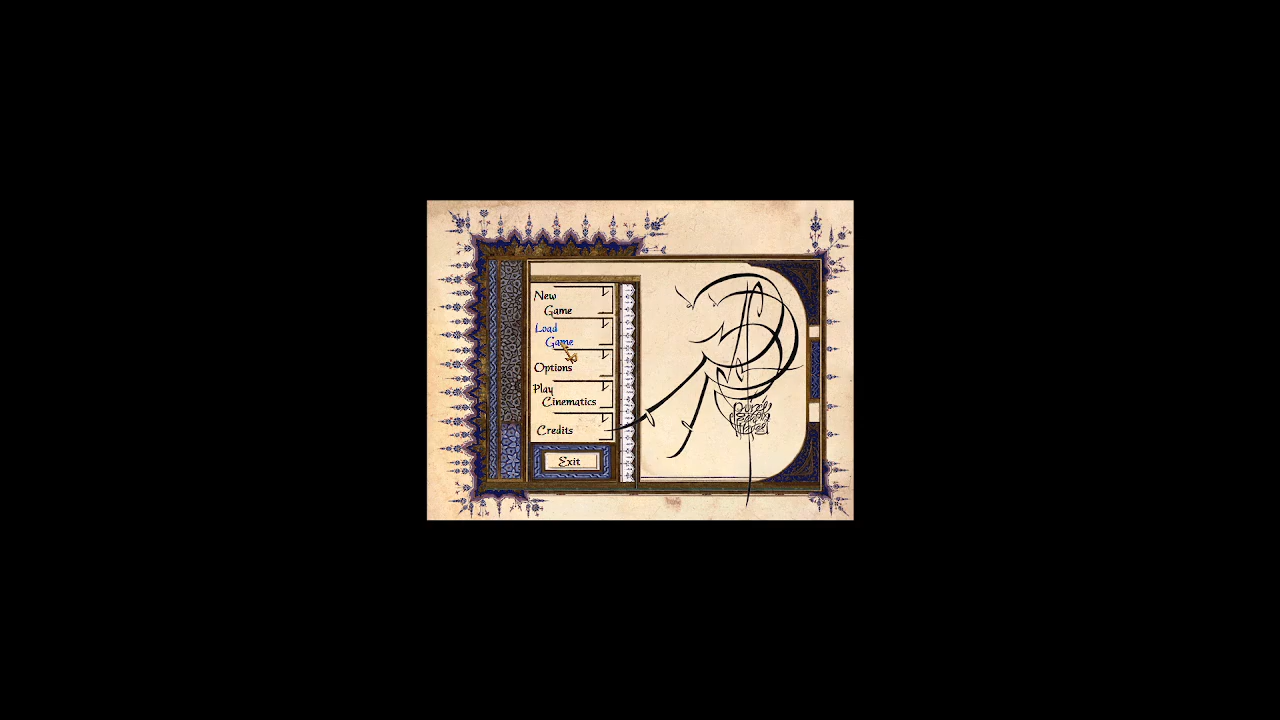 New
Game
Load
Game
Options
Play
Cinematics
Credits
Exit